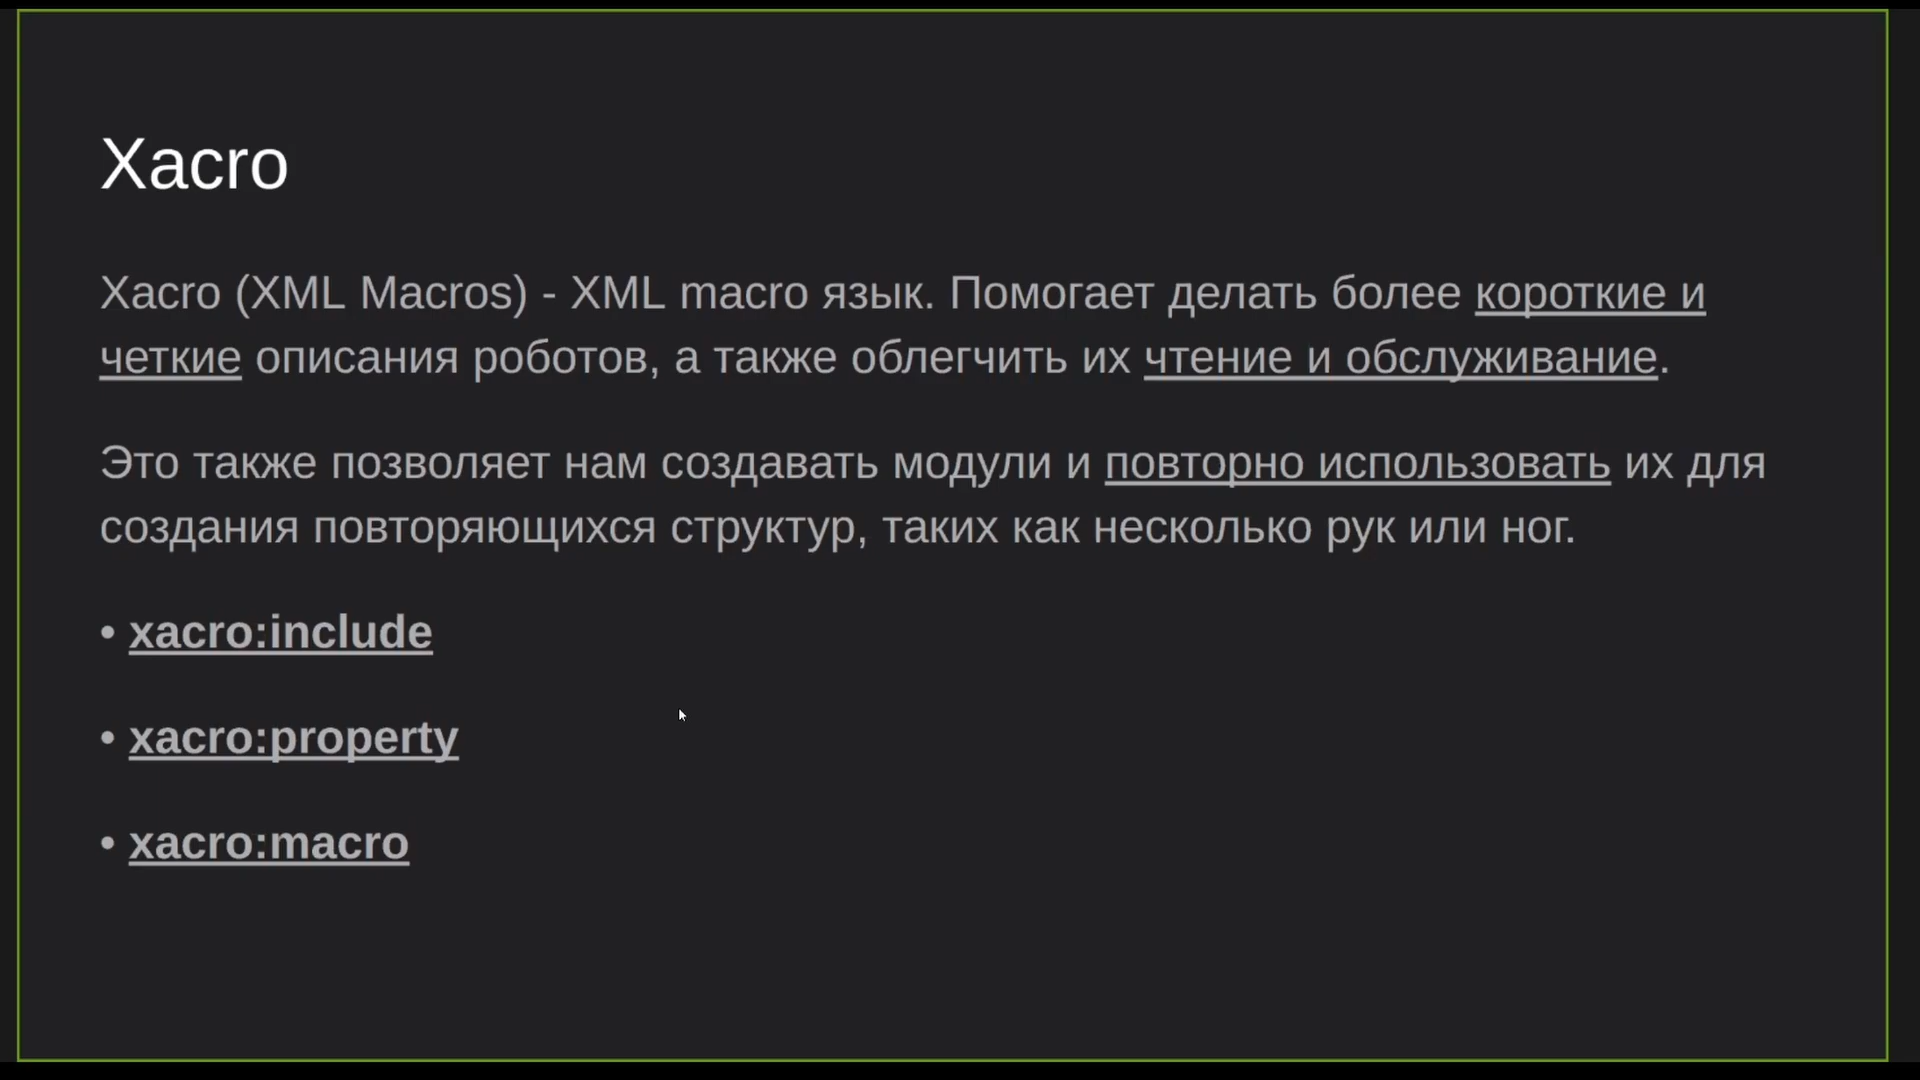 Xacro
Xacro (XML Macros) - XML macro язык. Помогает делать более короткие и
четкие описания роботов, а также облегчить их чтение и обслуживание.
Это также позволяет нам создавать модули и повторно использовать их для
создания повторяющихся структур, таких как несколько рук или ног.
• xacro:include
• xacro:property
• xacro:macro